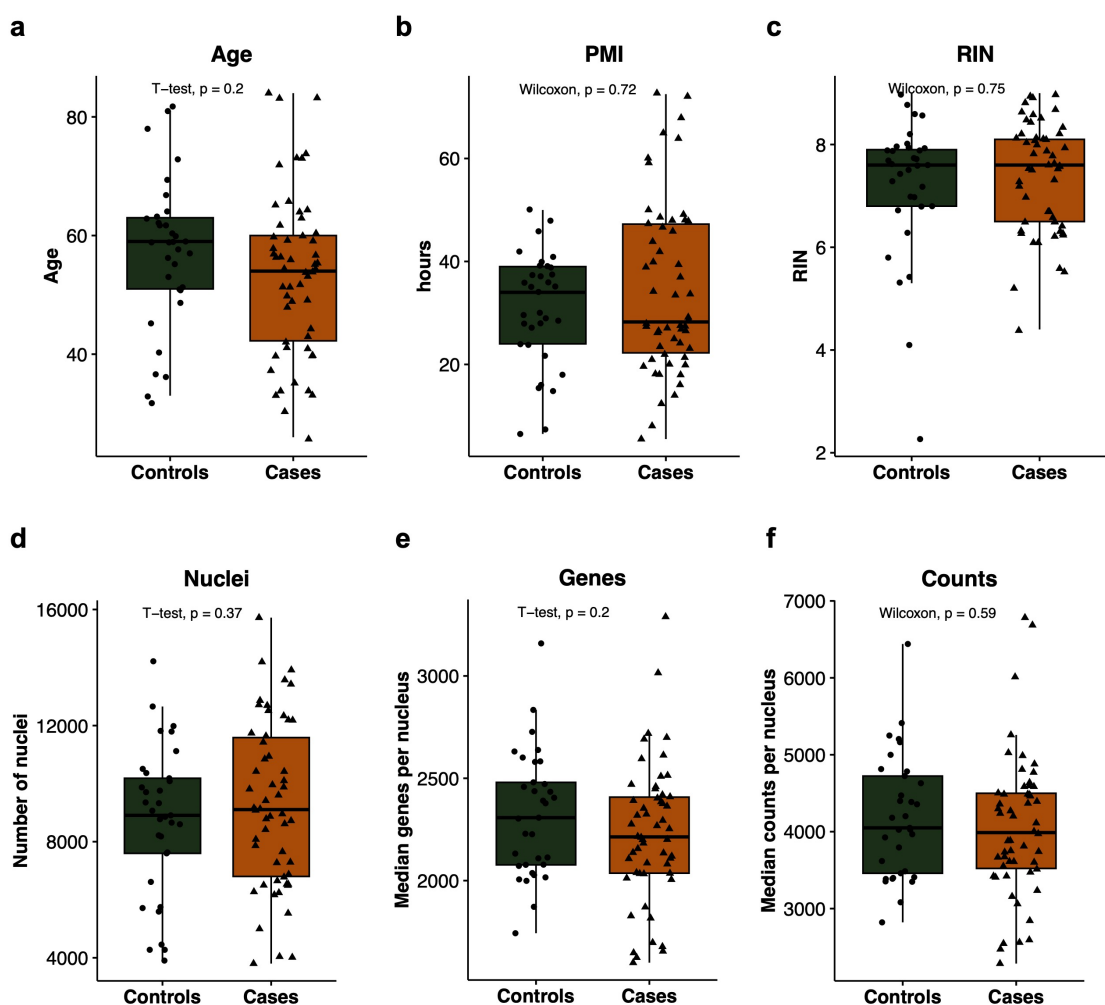 a
b
c
Age
PMI
RIN
T−test, p = 0.2
Wilcoxon, p = 0.72
Wilcoxon, p = 0.75
80
60
40
Age
60
40
20
hours
8
6
4
2
RIN
Controls
Cases
Controls
Cases
Controls
Cases
d
e
f
Nuclei
Genes
Counts
T−test, p = 0.37
T−test, p = 0.2
Wilcoxon, p = 0.59
16000
12000
8000
4000
Number of nuclei
3000
2500
2000
Median genes per nucleus
7000
6000
5000
4000
3000
Median counts per nucleus
Controls
Cases
Controls
Cases
Controls
Cases